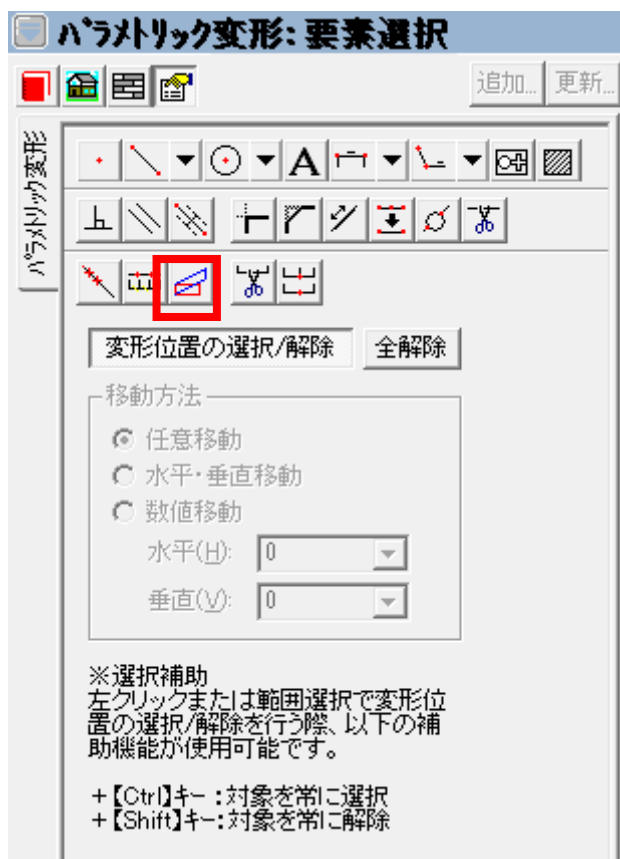 パラメトリック変形: 要素選択
追加... 更新...
パラメトリック変形
A
変形位置の選択/解除 全解除
移動方法
任意移動
水平・垂直移動
数値移動
水平(H): 0
垂直(V): 0
※選択補助
左クリックまたは範囲選択で変形位
置の選択/解除を行う際、以下の補
助機能が使用可能です。
+【Ctrl】キー:対象を常に選択
+【Shift】キー:対象を常に解除